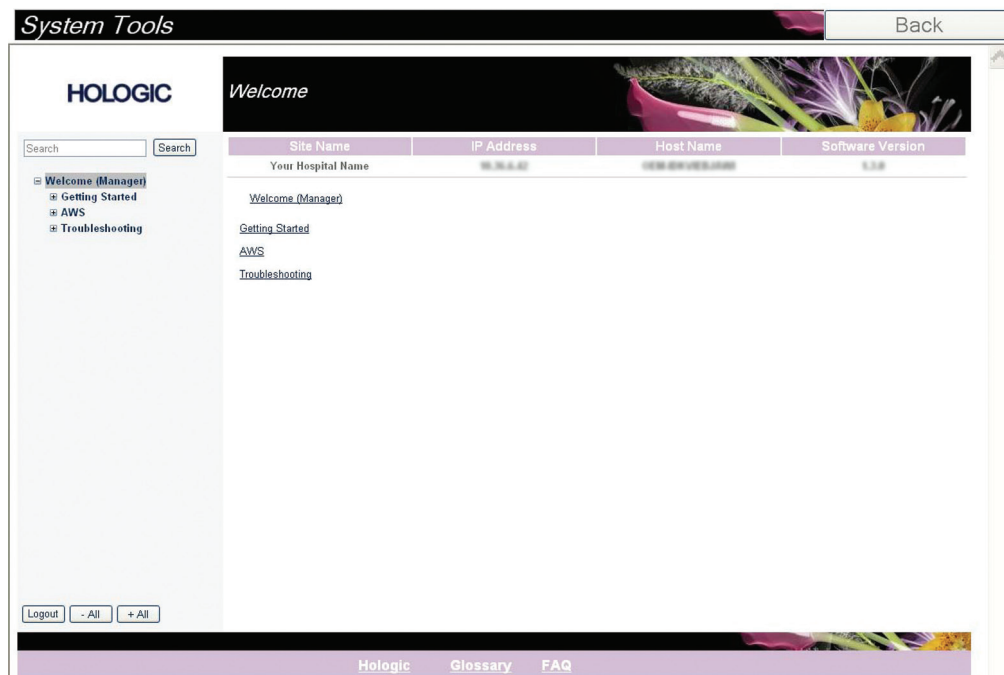 System Tools
Back
HOLOGIC
Welcome
Search Search
Site Name IP Address Host Name Software Version
Your Hospital Name
Welcome (Manager)
Getting Started
AWS
Troubleshooting
Welcome (Manager)
Getting Started
AWS
Troubleshooting
Logout - All + All
Hologic Glossary FAQ